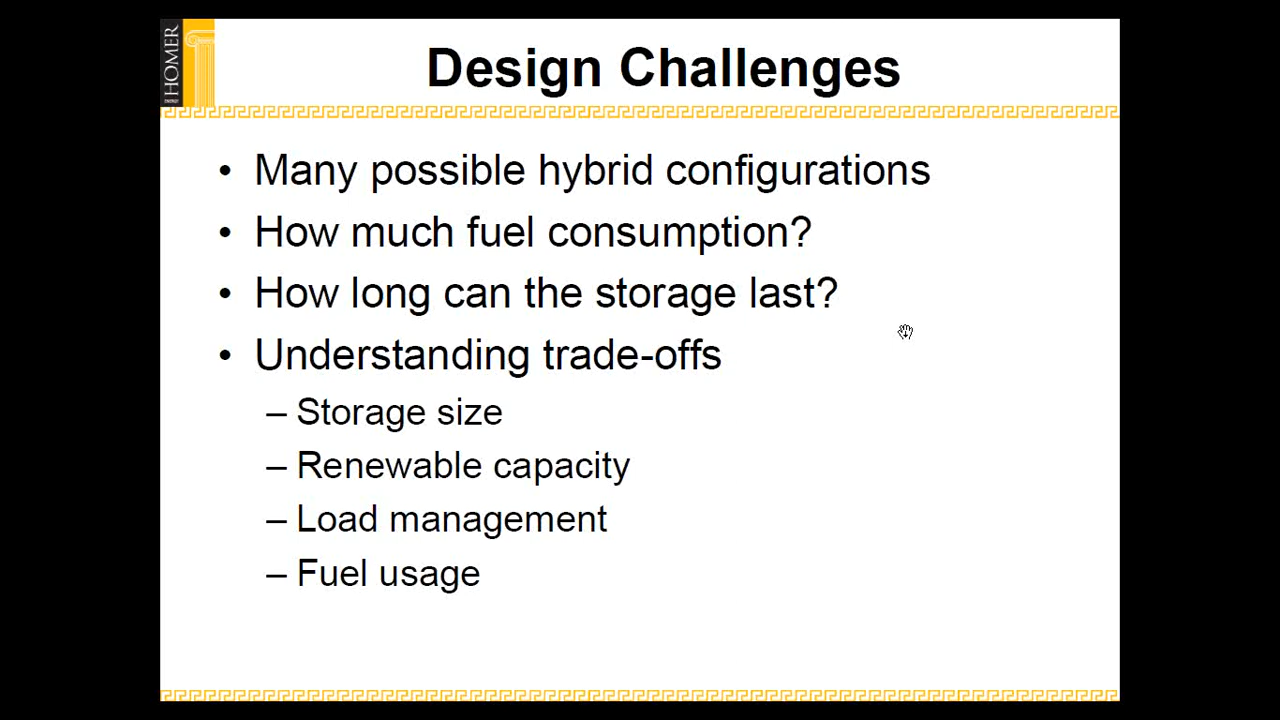 HOMER
ENERGY
Design Challenges
• Many possible hybrid configurations
• How much fuel consumption?
• How long can the storage last?
• Understanding trade-offs
– Storage size
– Renewable capacity
– Load management
– Fuel usage